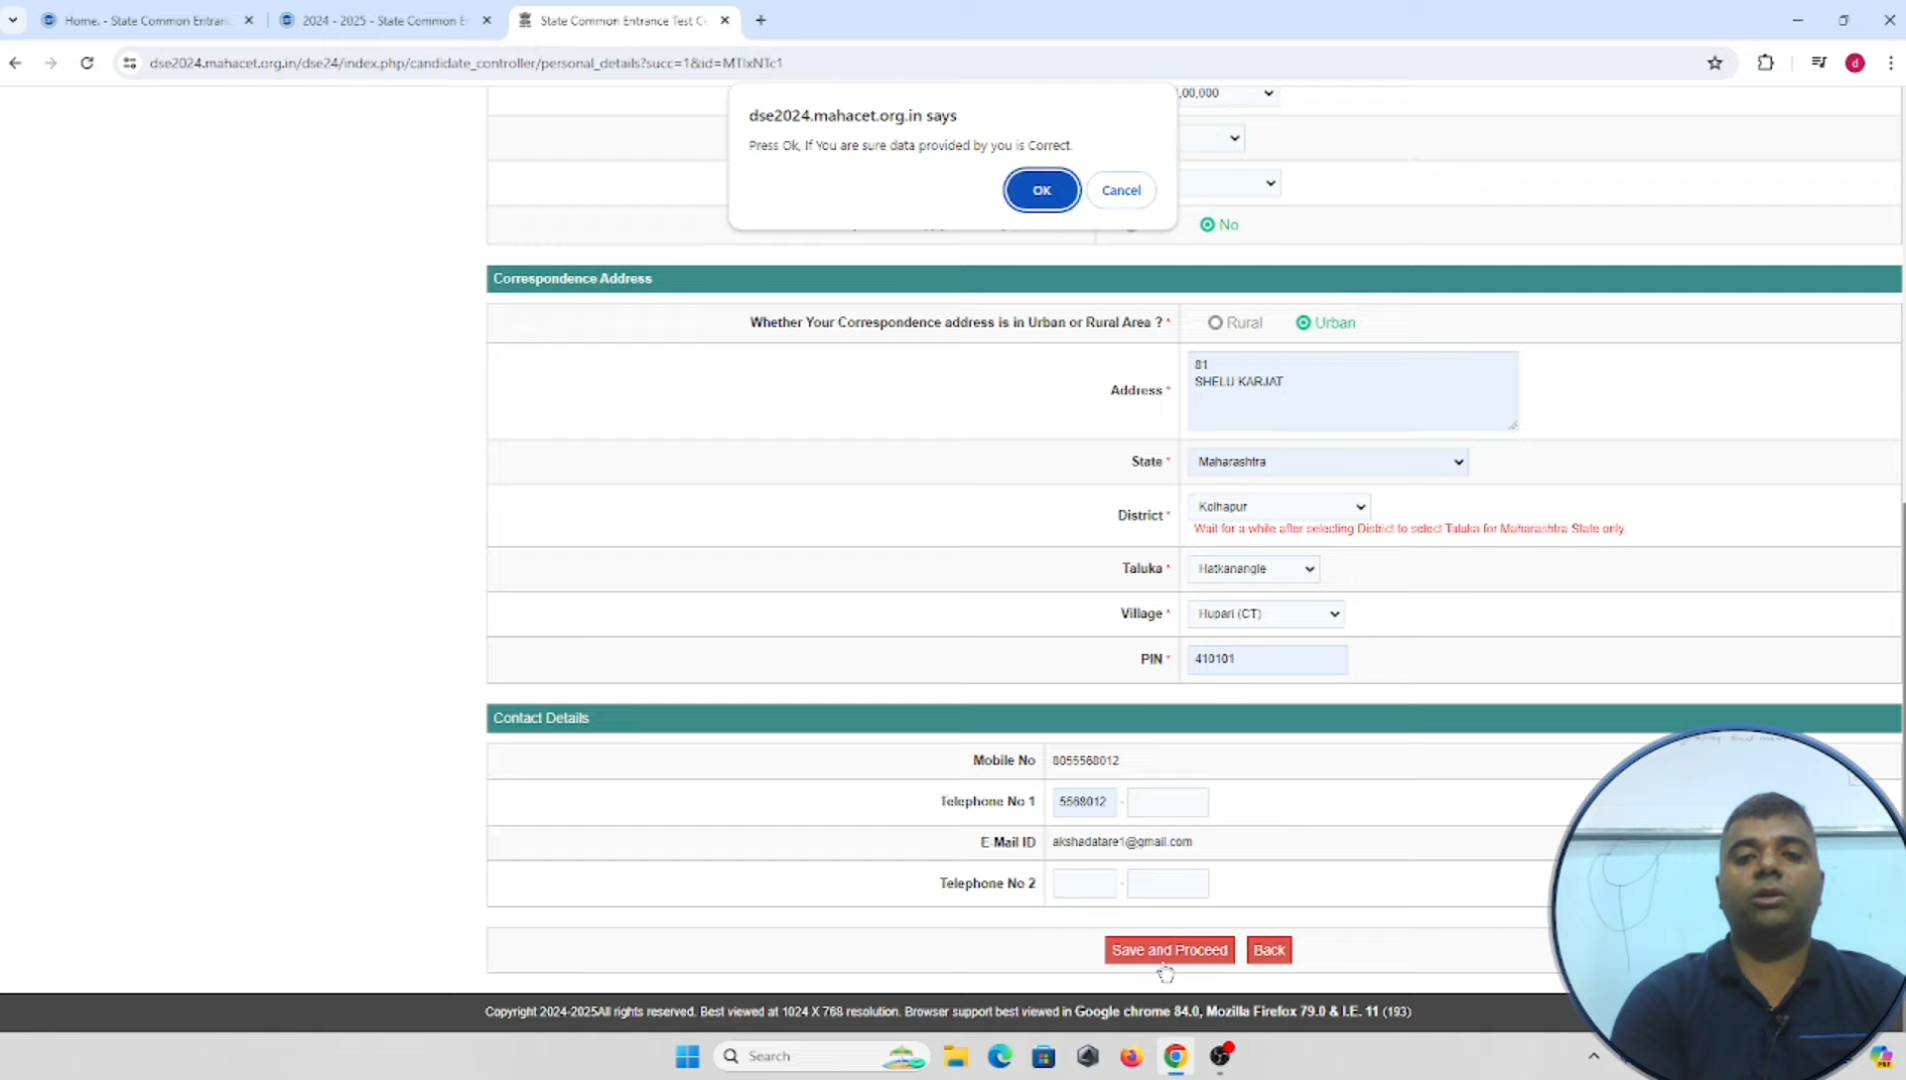 Home. - State Common Entranc
2024 - 2025 - State Common E
State Common Entrance Test Ce
dse2024.mahacet.org.in/dse24/index.php/candidate_controller/personal_details?succ=1&id=MTIxNTc1
d
,00,000
dse2024.mahacet.org.in says
Press Ok, If You are sure data provided by you is Correct.
OK
Cancel
No
Correspondence Address
Whether Your Correspondence address is in Urban or Rural Area ? *
Rural
Urban
Address *
81
SHELU KARJAT
State *
Maharashtra
District *
Kolhapur
Wait for a while after selecting District to select Taluka for Maharashtra State only.
Taluka *
Hatkanangle
Village *
Hupari (CT)
PIN *
410101
Contact Details
Mobile No
8055568012
Telephone No 1
5568012
-
E-Mail ID
akshadatare1@gmail.com
Telephone No 2
-
Save and Proceed
Back
Copyright 2024-2025All rights reserved. Best viewed at 1024 X 768 resolution. Browser support best viewed in Google chrome 84.0, Mozilla Firefox 79.0 & I.E. 11 (193)
Search